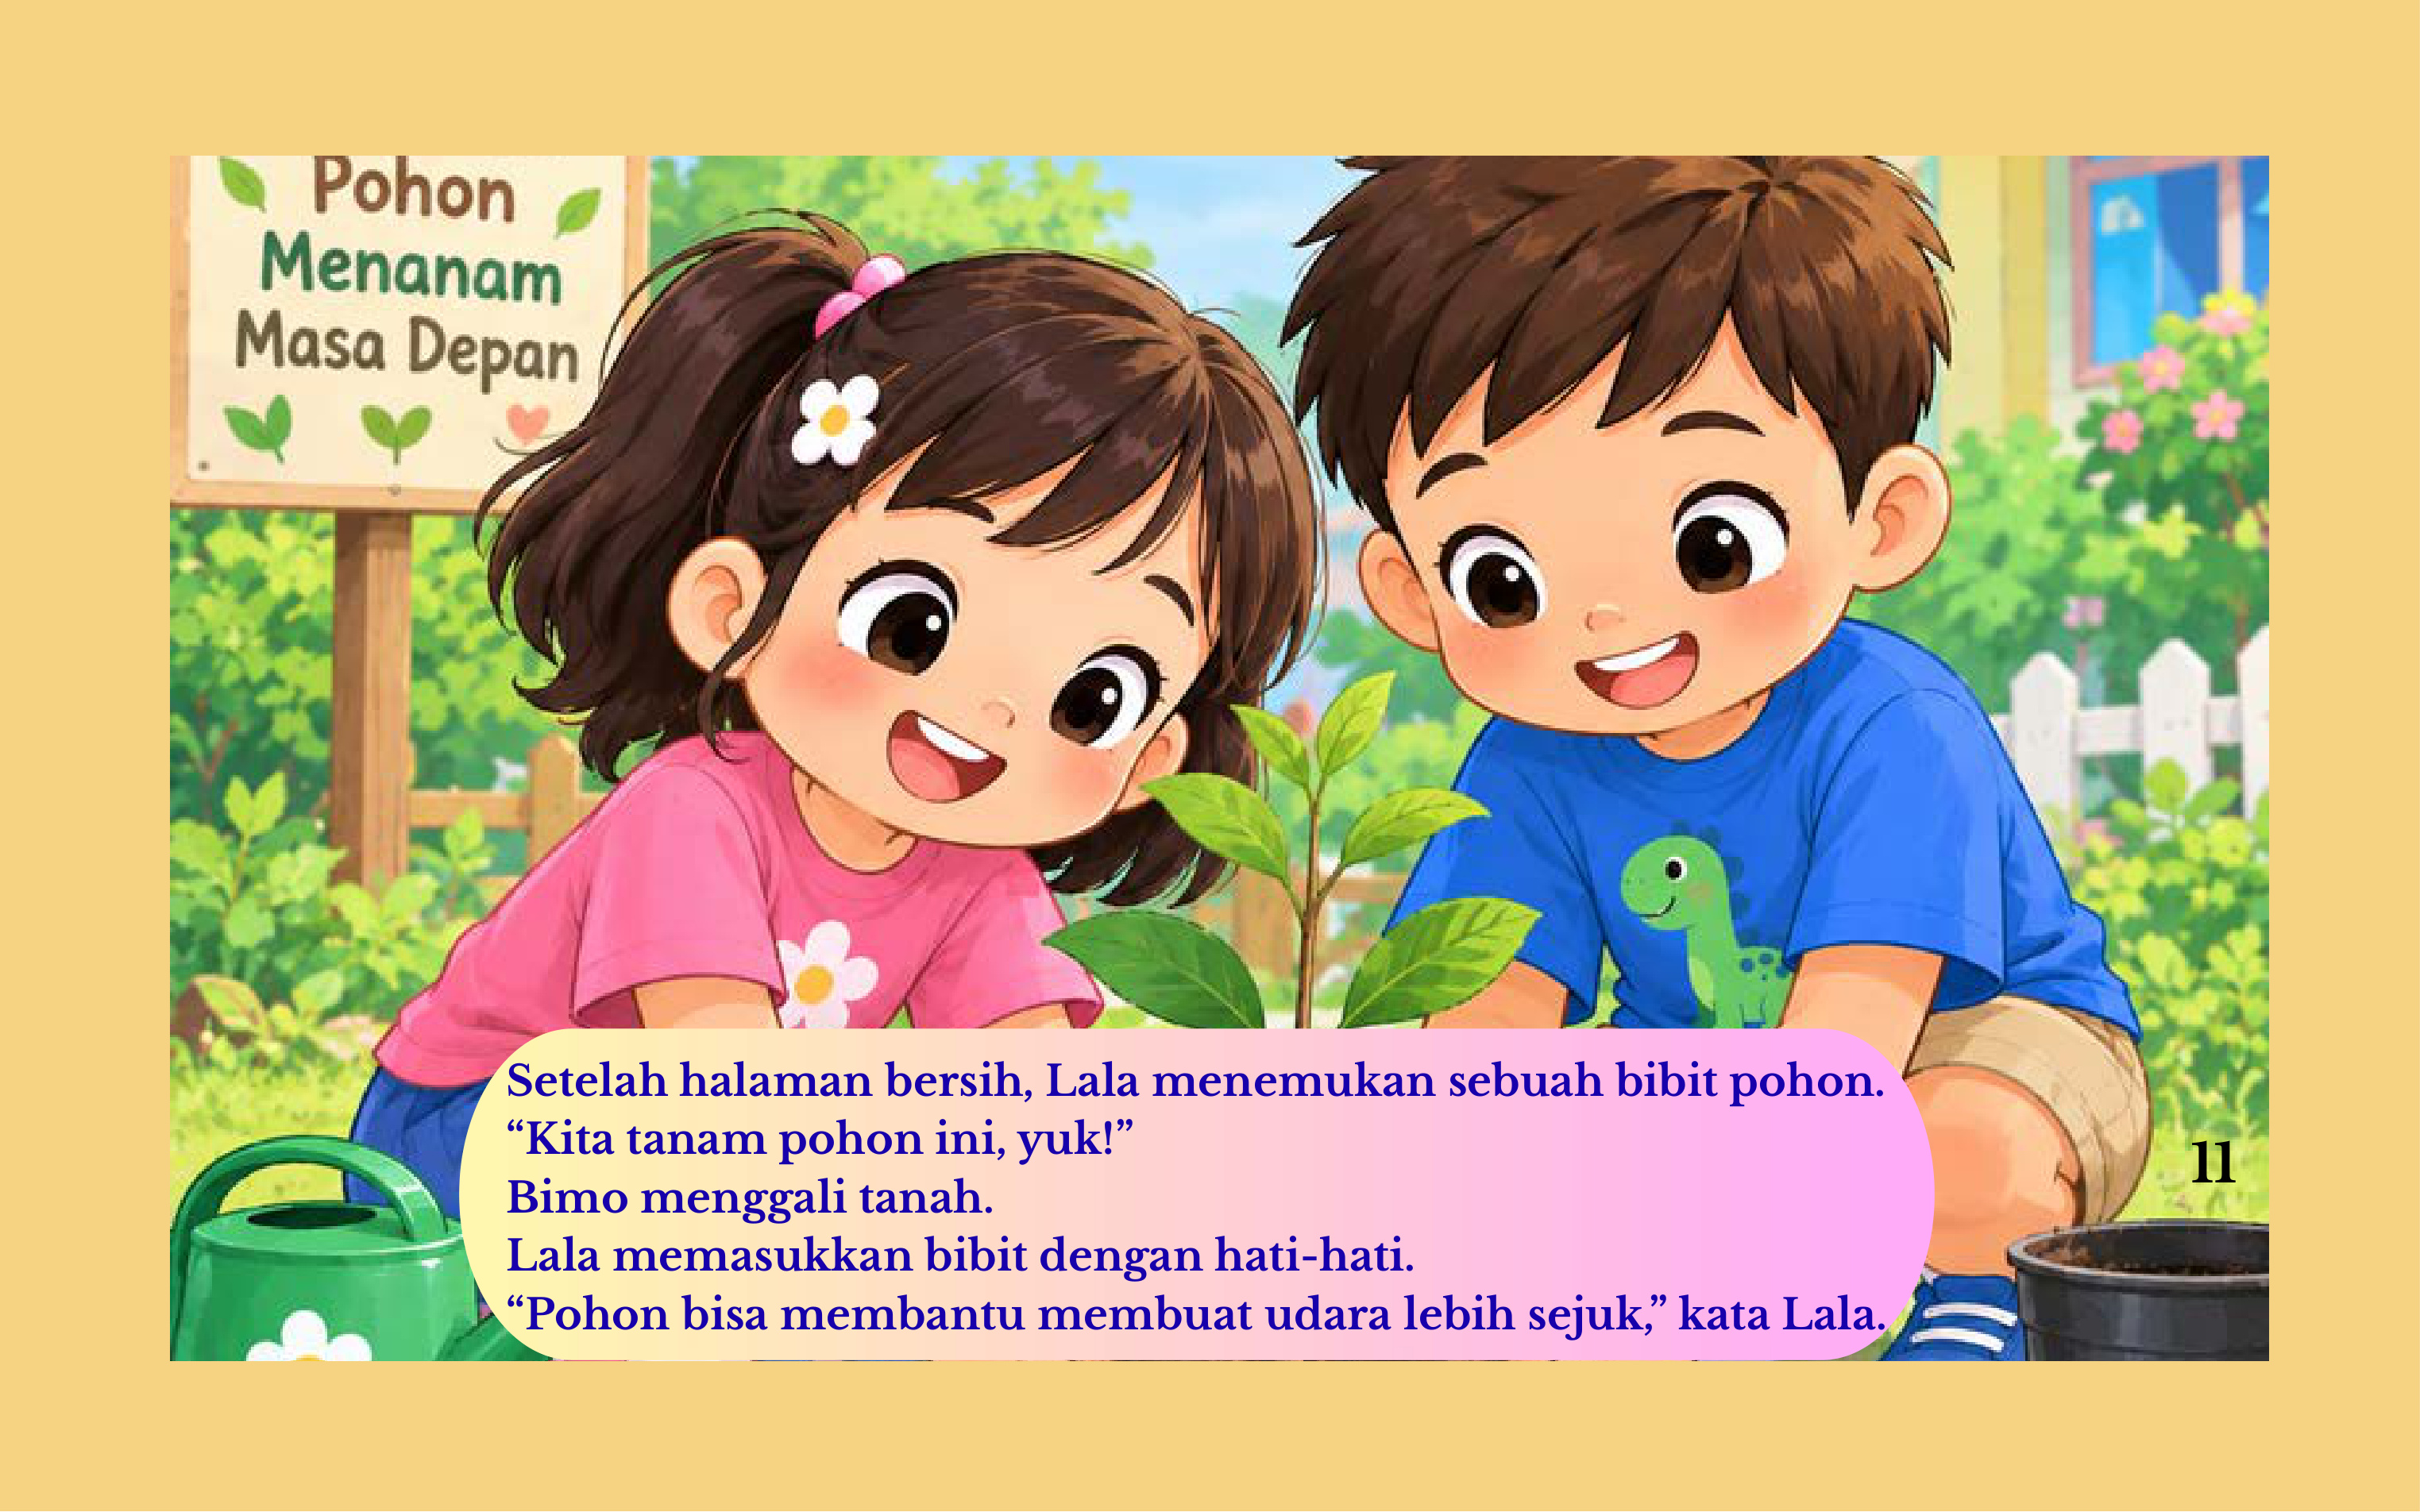 Pohon
Menanam
Masa Depan
Setelah halaman bersih, Lala menemukan sebuah bibit pohon.
“Kita tanam pohon ini, yuk!”
Bimo menggali tanah.
Lala memasukkan bibit dengan hati-hati.
“Pohon bisa membantu membuat udara lebih sejuk,” kata Lala.
11